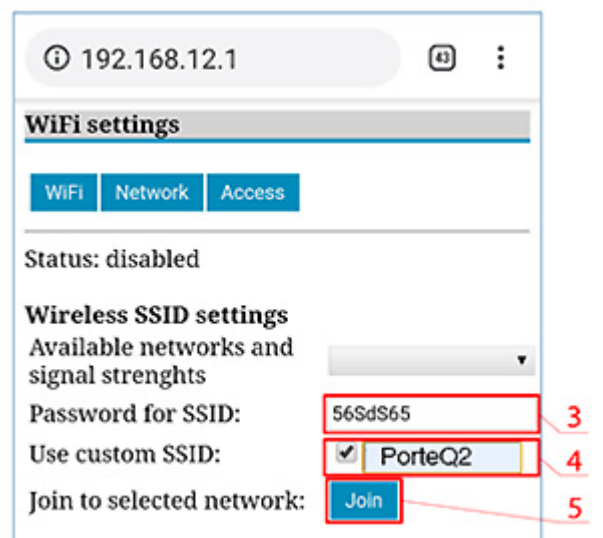 192.168.12.1 43
WiFi settings
WiFi Network Access
Status: disabled
Wireless SSID settings
Available networks and
signal strenghts
Password for SSID: 56SdS65 3
Use custom SSID: PorteQ2 4
Join to selected network: Join 5